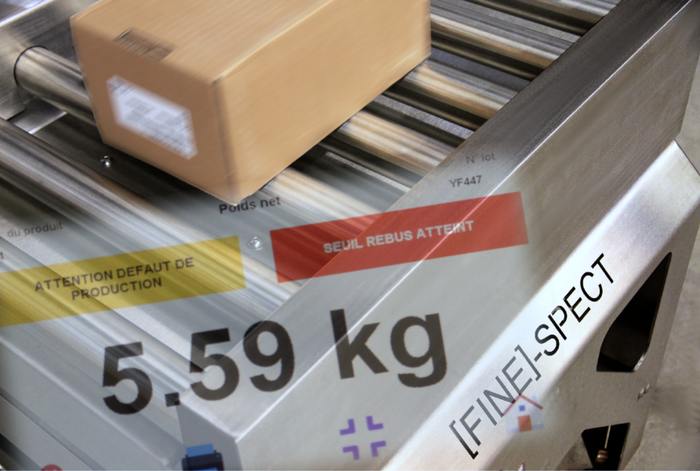 N° lot
YF447
Poids net
du produit
SEUIL REBUS ATTEINT
ATTENTION DEFAUT DE
PRODUCTION
5.59 kg
[FINE]-SPECT